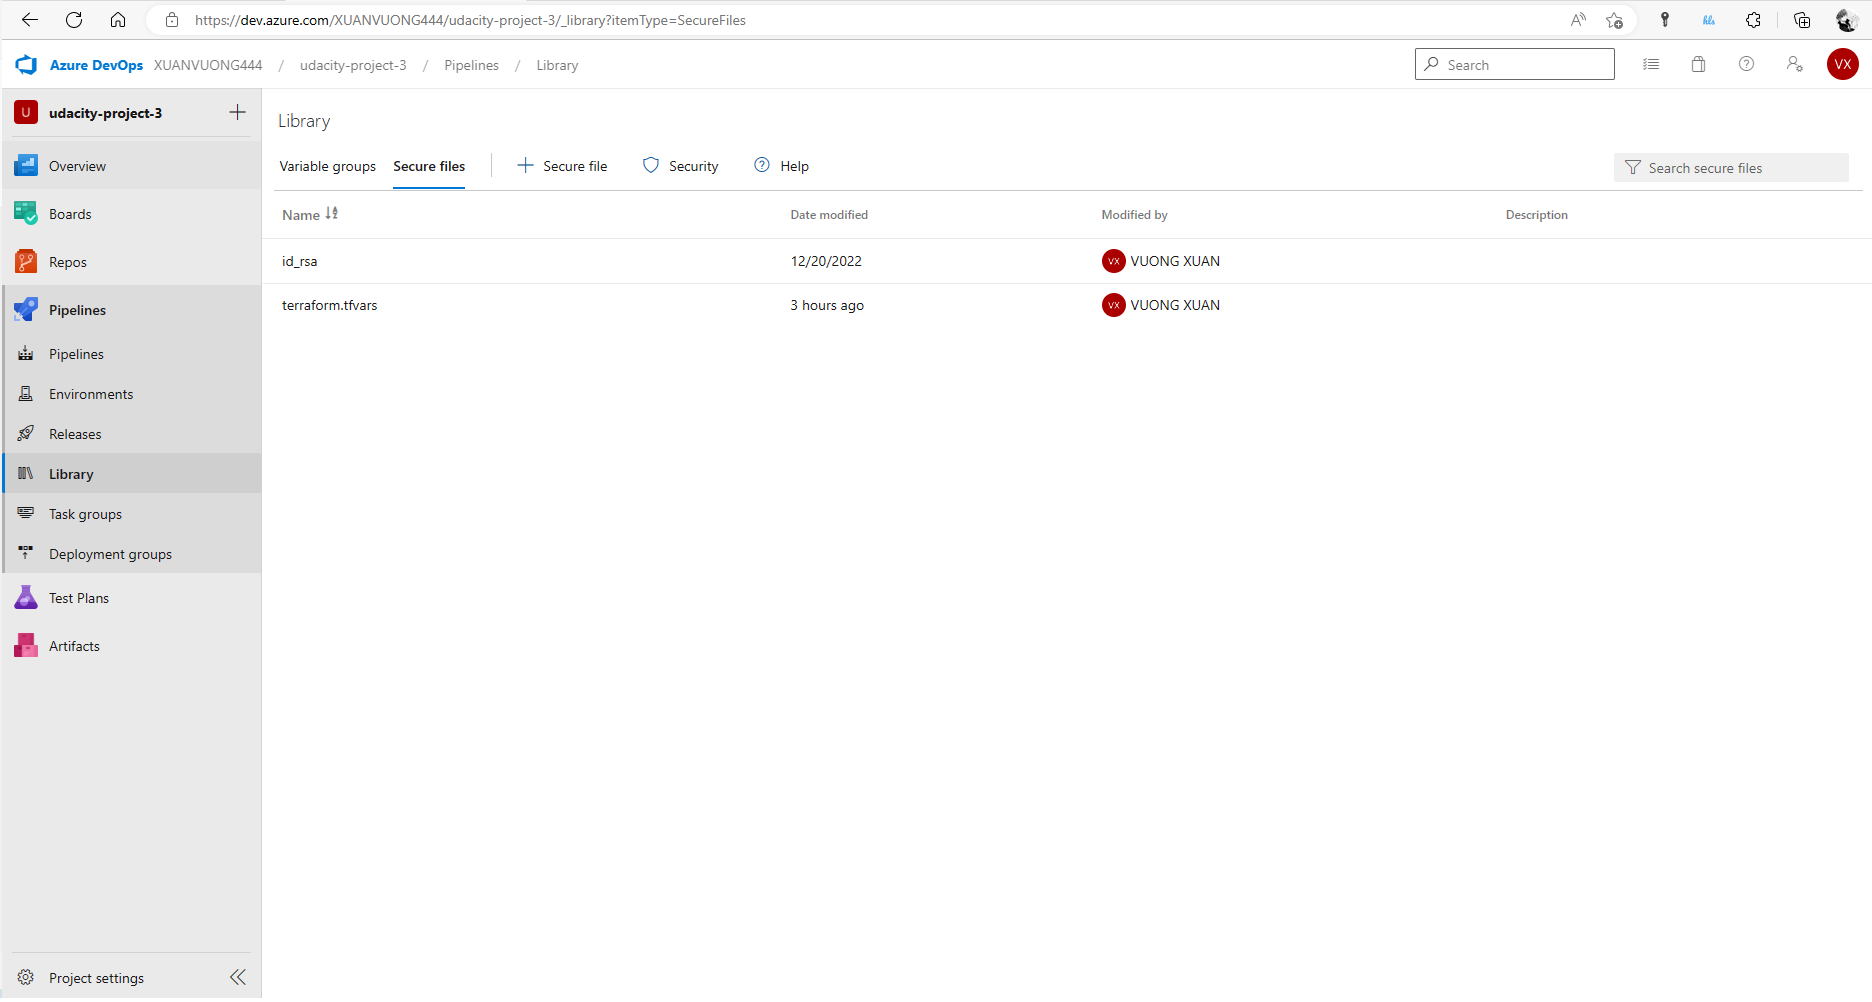 https://dev.azure.com/XUANVUONG444/udacity-project-3/_library?itemType=SecureFiles
Azure DevOps XUANVUONG444 / udacity-project-3 / Pipelines / Library
Search
VX
U udacity-project-3
Overview
Boards
Repos
Pipelines
Pipelines
Environments
Releases
Library
Task groups
Deployment groups
Test Plans
Artifacts
Project settings
Library
Variable groups Secure files Secure file Security Help
Search secure files
Name Date modified Modified by Description
id_rsa 12/20/2022 VX VUONG XUAN
terraform.tfvars 3 hours ago VX VUONG XUAN